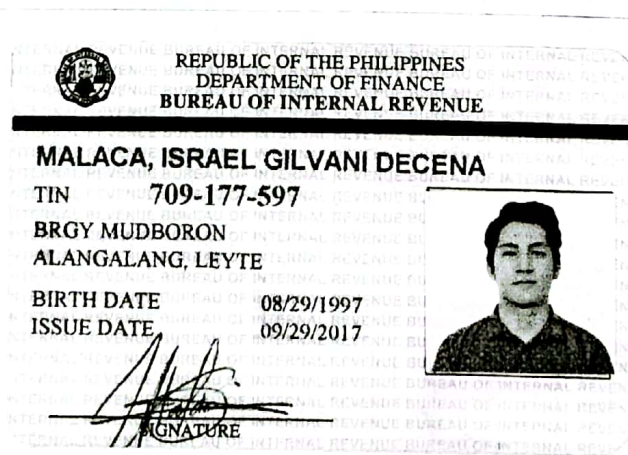 REPUBLIC OF THE PHILIPPINES
DEPARTMENT OF FINANCE
BUREAU OF INTERNAL REVENUE
MALACA, ISRAEL GILVANI DECENA
TIN 709-177-597
BRGY MUDBORON
ALANGALANG, LEYTE
BIRTH DATE 08/29/1997
ISSUE DATE 09/29/2017
SIGNATURE